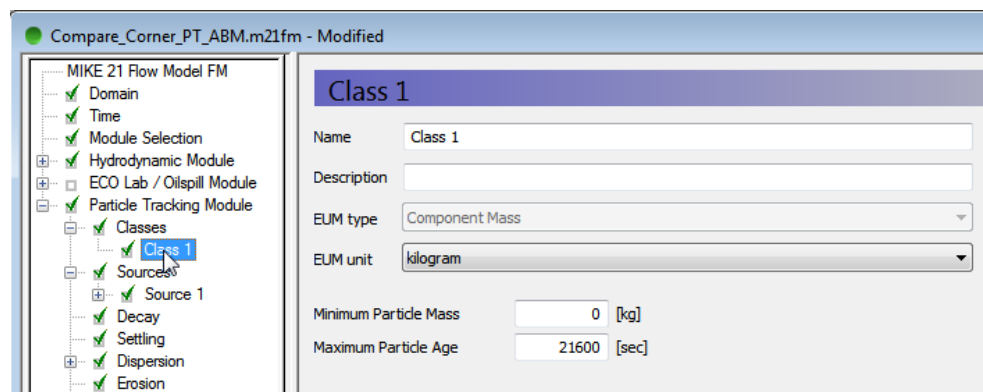 Compare_Corner_PT_ABM.m21fm - Modified
MIKE 21 Flow Model FM
Domain
Time
Module Selection
Hydrodynamic Module
ECO Lab / Oilspill Module
Particle Tracking Module
Classes
Class 1
Sources
Source 1
Decay
Settling
Dispersion
Erosion
Class 1
Name Class 1
Description
EUM type Component Mass
EUM unit kilogram
Minimum Particle Mass 0 [kg]
Maximum Particle Age 21600 [sec]